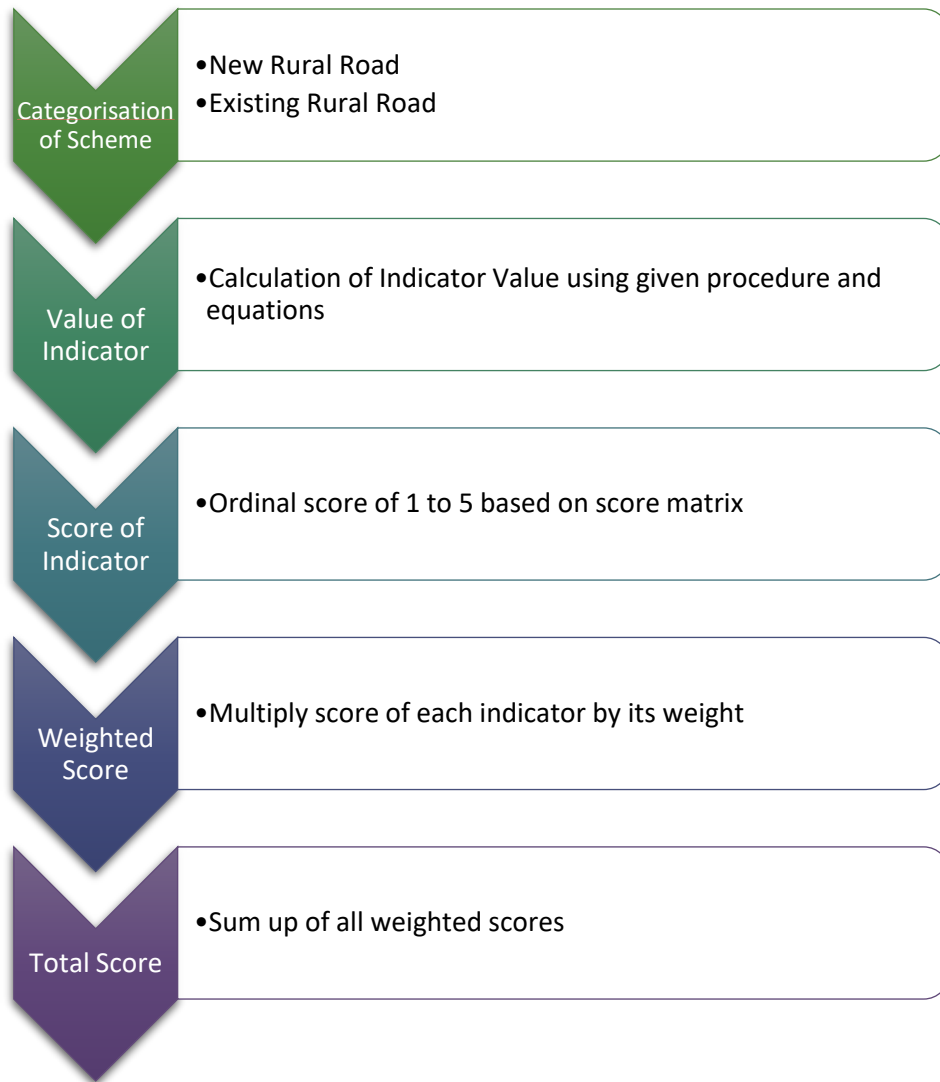 Categorisation
of Scheme
•New Rural Road
•Existing Rural Road
Value of
Indicator
•Calculation of Indicator Value using given procedure and
equations
Score of
Indicator
•Ordinal score of 1 to 5 based on score matrix
Weighted
Score
•Multiply score of each indicator by its weight
Total Score
•Sum up of all weighted scores